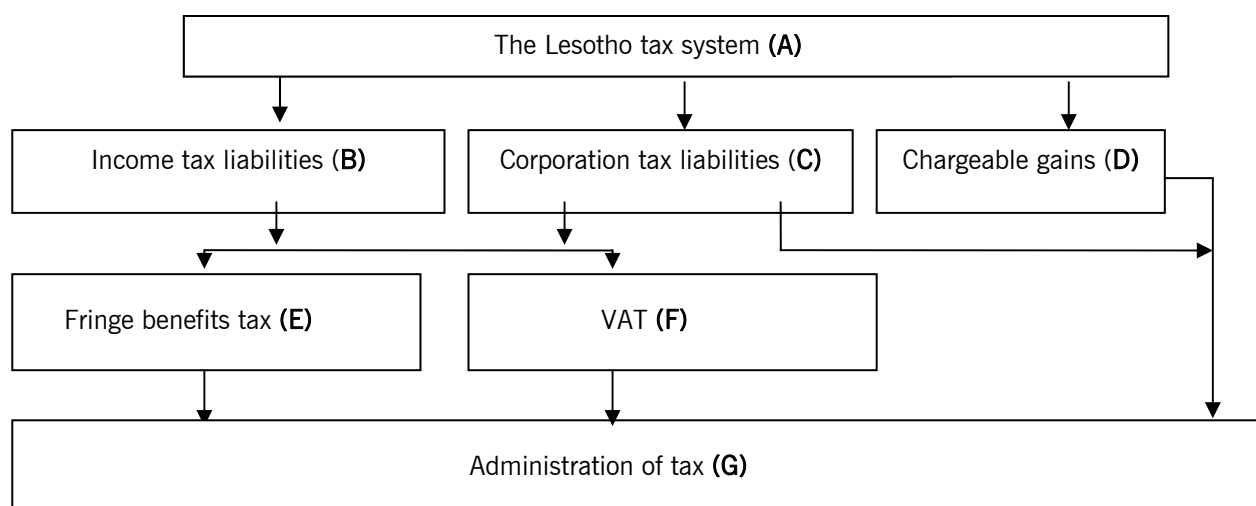 The Lesotho tax system (A)
Income tax liabilities (B)
Corporation tax liabilities (C)
Chargeable gains (D)
Fringe benefits tax (E)
VAT (F)
Administration of tax (G)